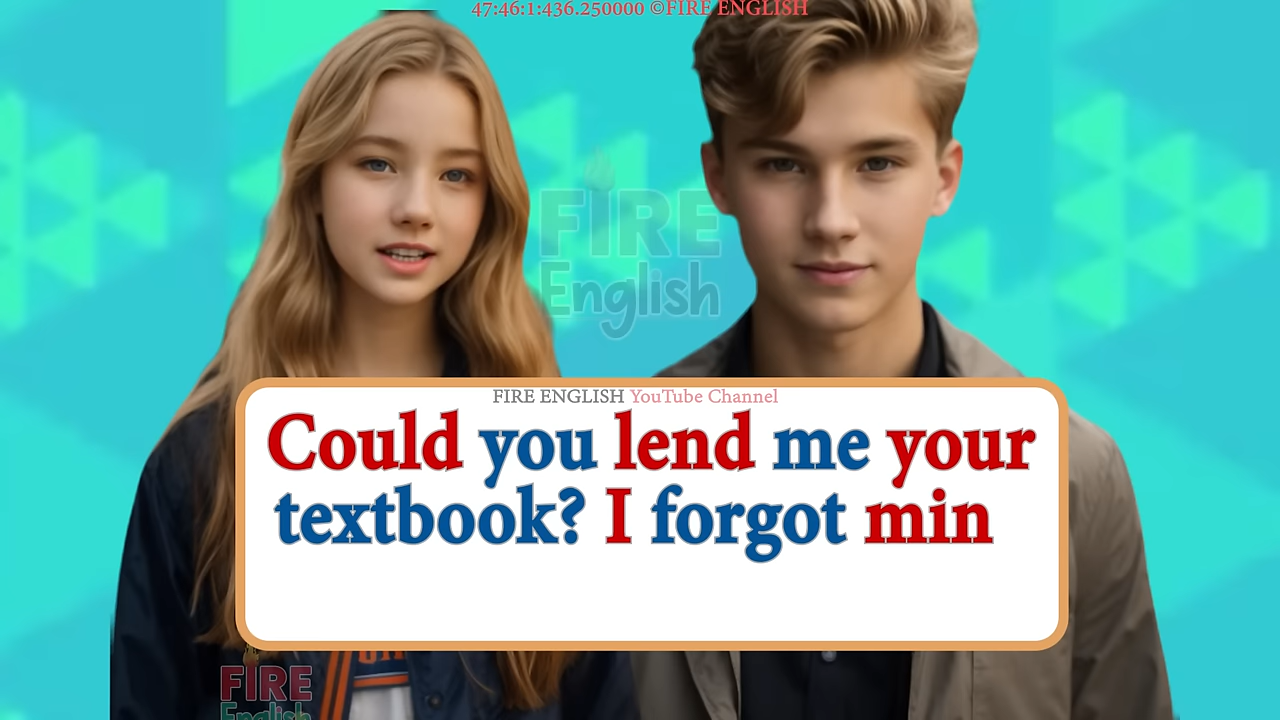 47:46:1:436.250000 ©FIRE ENGLISH
FIRE
English
FIRE ENGLISH YouTube Channel
Could you lend me your
textbook? I forgot min
FIRE
English